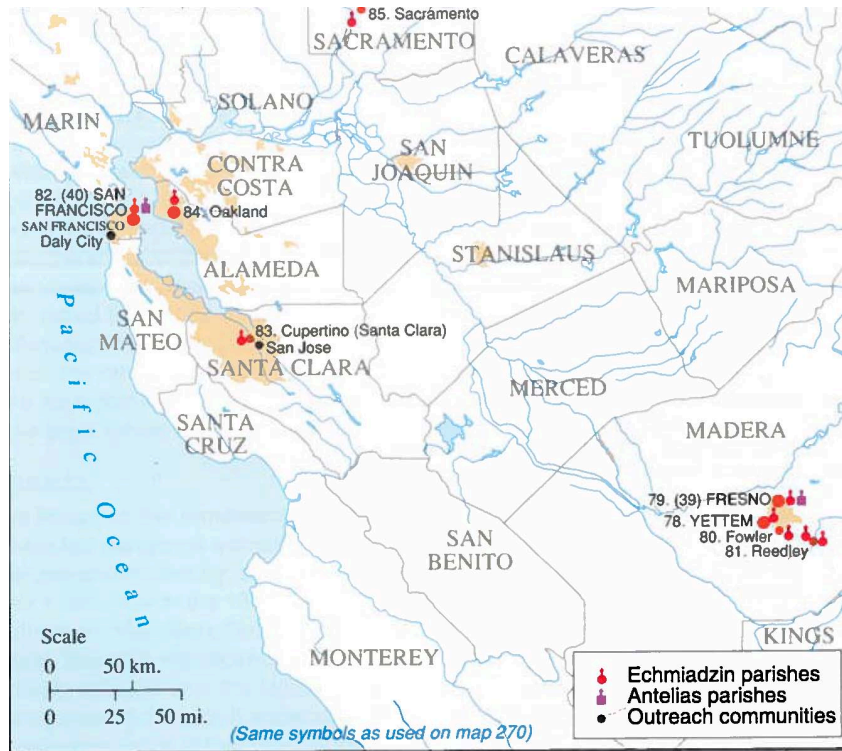 85. Sacramento
SACRAMENTO
CALAVERAS
SOLANO
MARIN
TUOLUMNE
CONTRA
COSTA
SAN
JOAQUIN
82. (40) SAN
FRANCISCO
SAN FRANCISCO
Daly City
84. Oakland
STANISLAUS
ALAMEDA
MARIPOSA
SAN
MATEO
83. Cupertino (Santa Clara)
San Jose
SANTA CLARA
MERCED
SANTA
CRUZ
MADERA
Pacific Ocean
79. (39) FRESNO
78. YETTEM
80. Fowler
81. Reedley
SAN
BENITO
KINGS
MONTEREY
Scale
0 50 km.
0 25 50 mi.
(Same symbols as used on map 270)
Echmiadzin parishes
Antelias parishes
Outreach communities